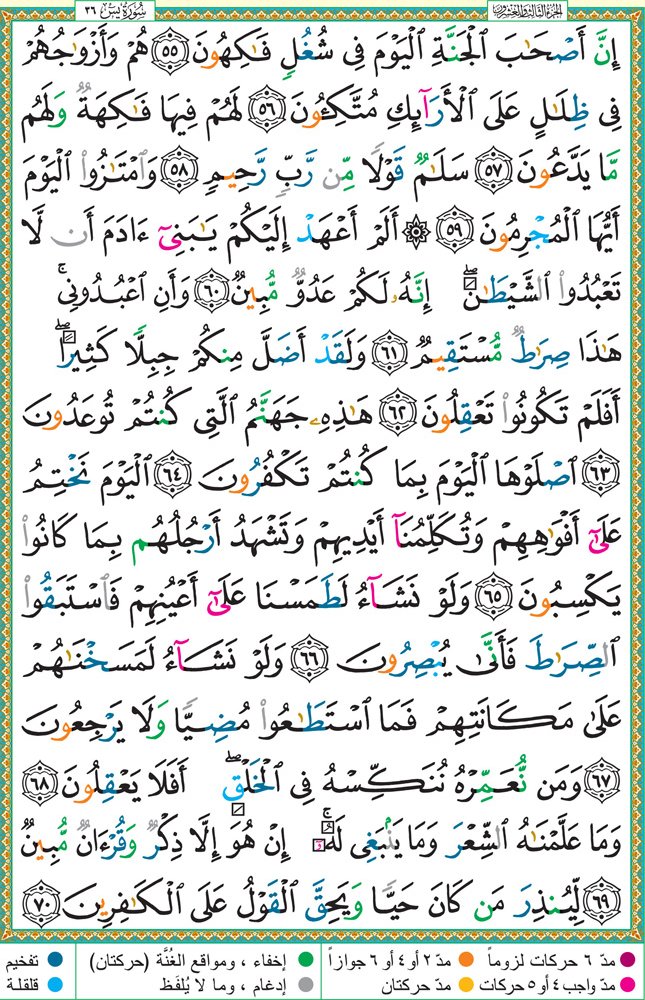 الجزء الثالث والعشرون
سُورَةُ يسٓ ٣٦
إِنَّ أَصْحَٰبَ ٱلْجَنَّةِ ٱلْيَوْمَ فِى شُغُلٍ فَٰكِهُونَ ٥٥ هُمْ وَأَزْوَٰجُهُمْ
فِى ظِلَٰلٍ عَلَى ٱلْأَرَآئِكِ مُتَّكِـُٔونَ ٥٦ لَهُمْ فِيهَا فَٰكِهَةٌ وَلَهُم
مَّا يَدَّعُونَ ٥٧ سَلَٰمٌ قَوْلًا مِّن رَّبٍّ رَّحِيمٍ ٥٨ وَٱمْتَٰزُوا۟ ٱلْيَوْمَ
أَيُّهَا ٱلْمُجْرِمُونَ ٥٩ ۞ أَلَمْ أَعْهَدْ إِلَيْكُمْ يَٰبَنِىٓ ءَادَمَ أَن لَّا
تَعْبُدُوا۟ ٱلشَّيْطَٰنَ ۖ إِنَّهُۥ لَكُمْ عَدُوٌّ مُّبِينٌ ٦٠ وَأَنِ ٱعْبُدُونِى ۚ
هَٰذَا صِرَٰطٌ مُّسْتَقِيمٌ ٦١ وَلَقَدْ أَضَلَّ مِنكُمْ جِبِلًّا كَثِيرًا ۖ
أَفَلَمْ تَكُونُوا۟ تَعْقِلُونَ ٦٢ هَٰذِهِۦ جَهَنَّمُ ٱلَّتِى كُنتُمْ تُوعَدُونَ
٦٣ ٱصْلَوْهَا ٱلْيَوْمَ بِمَا كُنتُمْ تَكْفُرُونَ ٦٤ ٱلْيَوْمَ نَخْتِمُ
عَلَىٰٓ أَفْوَٰهِهِمْ وَتُكَلِّمُنَآ أَيْدِيهِمْ وَتَشْهَدُ أَرْجُلُهُم بِمَا كَانُوا۟
يَكْسِبُونَ ٦٥ وَلَوْ نَشَآءُ لَطَمَسْنَا عَلَىٰٓ أَعْيُنِهِمْ فَٱسْتَبَقُوا۟
ٱلصِّرَٰطَ فَأَنَّىٰ يُبْصِرُونَ ٦٦ وَلَوْ نَشَآءُ لَمَسَخْنَٰهُمْ
عَلَىٰ مَكَانَتِهِمْ فَمَا ٱسْتَطَٰعُوا۟ مُضِيًّا وَلَا يَرْجِعُونَ
٦٧ وَمَن نُّعَمِّرْهُ نُنَكِّسْهُ فِى ٱلْخَلْقِ ۖ أَفَلَا يَعْقِلُونَ ٦٨
وَمَا عَلَّمْنَٰهُ ٱلشِّعْرَ وَمَا يَنۢبَغِى لَهُۥٓ ۚ إِنْ هُوَ إِلَّا ذِكْرٌ وَقُرْءَانٌ مُّبِينٌ
٦٩ لِّيُنذِرَ مَن كَانَ حَيًّا وَيَحِقَّ ٱلْقَوْلُ عَلَى ٱلْكَٰفِرِينَ ٧٠
مدّ ٦ حركات لزوماً مدّ ٢ أو ٤ أو ٦ جوازاً إخفاء ، ومواقع الغُنَّة (حركتان) تفخيم
مدّ واجب ٤ أو ٥ حركات مدّ حركتان إدغام ، وما لا يُلفَظ قلقلة